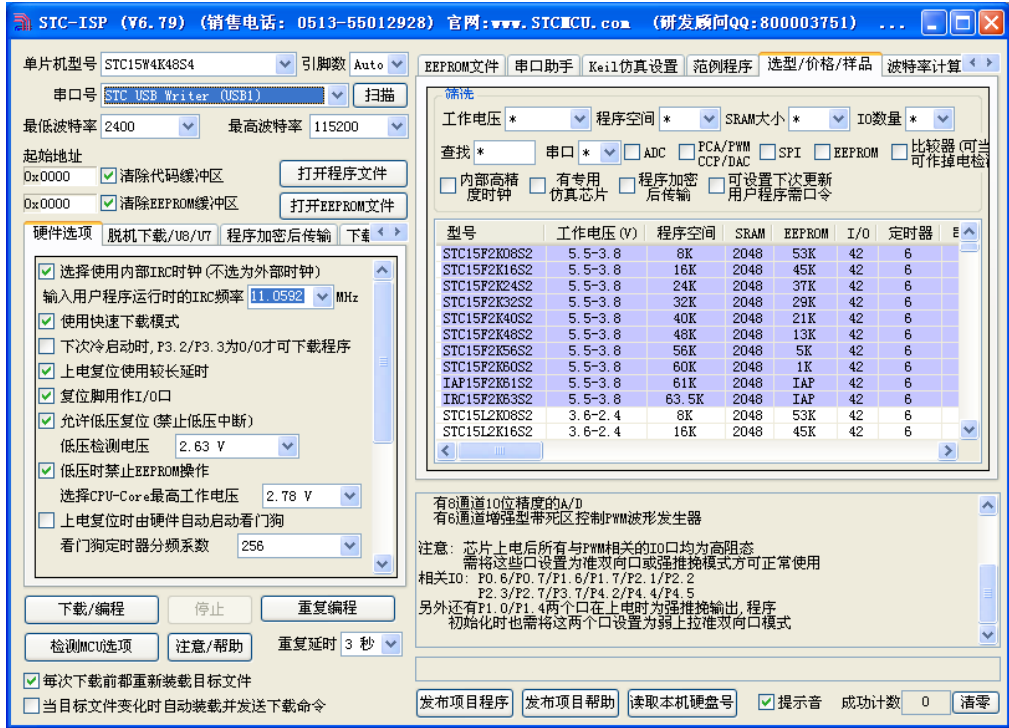 STC-ISP (V6.79) (销售电话: 0513-55012928) 官网:www.STCMCU.com (研发顾问QQ:800003751) ...
单片机型号 STC15W4K48S4 引脚数 Auto
串口号 STC USB Writer (USB1) 扫描
最低波特率 2400 最高波特率 115200
起始地址
0x0000 清除代码缓冲区 打开程序文件
0x0000 清除EEPROM缓冲区 打开EEPROM文件
硬件选项 脱机下载/U8/U7 程序加密后传输 下载
选择使用内部IRC时钟(不选为外部时钟)
输入用户程序运行时的IRC频率 11.0592 MHz
使用快速下载模式
下次冷启动时,P3.2/P3.3为0/0才可下载程序
上电复位使用较长延时
复位脚用作I/O口
允许低压复位(禁止低压中断)
低压检测电压 2.63 V
低压时禁止EEPROM操作
选择CPU-Core最高工作电压 2.78 V
上电复位时由硬件自动启动看门狗
看门狗定时器分频系数 256
下载/编程 停止 重复编程
检测MCU选项 注意/帮助 重复延时 3 秒
每次下载前都重新装载目标文件
当目标文件变化时自动装载并发送下载命令
EEPROM文件 串口助手 Keil仿真设置 范例程序 选型/价格/样品 波特率计算
筛选
工作电压 * 程序空间 * SRAM大小 * IO数量 *
查找 * 串口 * ADC PCA/PWM CCP/DAC SPI EEPROM 比较器(可当 可作掉电检
内部高精度时钟 有专用仿真芯片 程序加密后传输 可设置下次更新用户程序需口令
型号 工作电压(V) 程序空间 SRAM EEPROM I/O 定时器
STC15F2K08S2 5.5-3.8 8K 2048 53K 42 6
STC15F2K16S2 5.5-3.8 16K 2048 45K 42 6
STC15F2K24S2 5.5-3.8 24K 2048 37K 42 6
STC15F2K32S2 5.5-3.8 32K 2048 29K 42 6
STC15F2K40S2 5.5-3.8 40K 2048 21K 42 6
STC15F2K48S2 5.5-3.8 48K 2048 13K 42 6
STC15F2K56S2 5.5-3.8 56K 2048 5K 42 6
STC15F2K60S2 5.5-3.8 60K 2048 1K 42 6
IAP15F2K61S2 5.5-3.8 61K 2048 IAP 42 6
IRC15F2K63S2 5.5-3.8 63.5K 2048 IAP 42 6
STC15L2K08S2 3.6-2.4 8K 2048 53K 42 6
STC15L2K16S2 3.6-2.4 16K 2048 45K 42 6
有8通道10位精度的A/D
有6通道增强型带死区控制PWM波形发生器
注意: 芯片上电后所有与PWM相关的IO口均为高阻态
需将这些口设置为准双向口或强推挽模式方可正常使用
相关IO: P0.6/P0.7/P1.6/P1.7/P2.1/P2.2
P2.3/P2.7/P3.7/P4.2/P4.4/P4.5
另外还有P1.0/P1.4两个口在上电时为强推挽输出,程序
初始化时也需将这两个口设置为弱上拉准双向口模式
发布项目程序 发布项目帮助 读取本机硬盘号 提示音 成功计数 0 清零